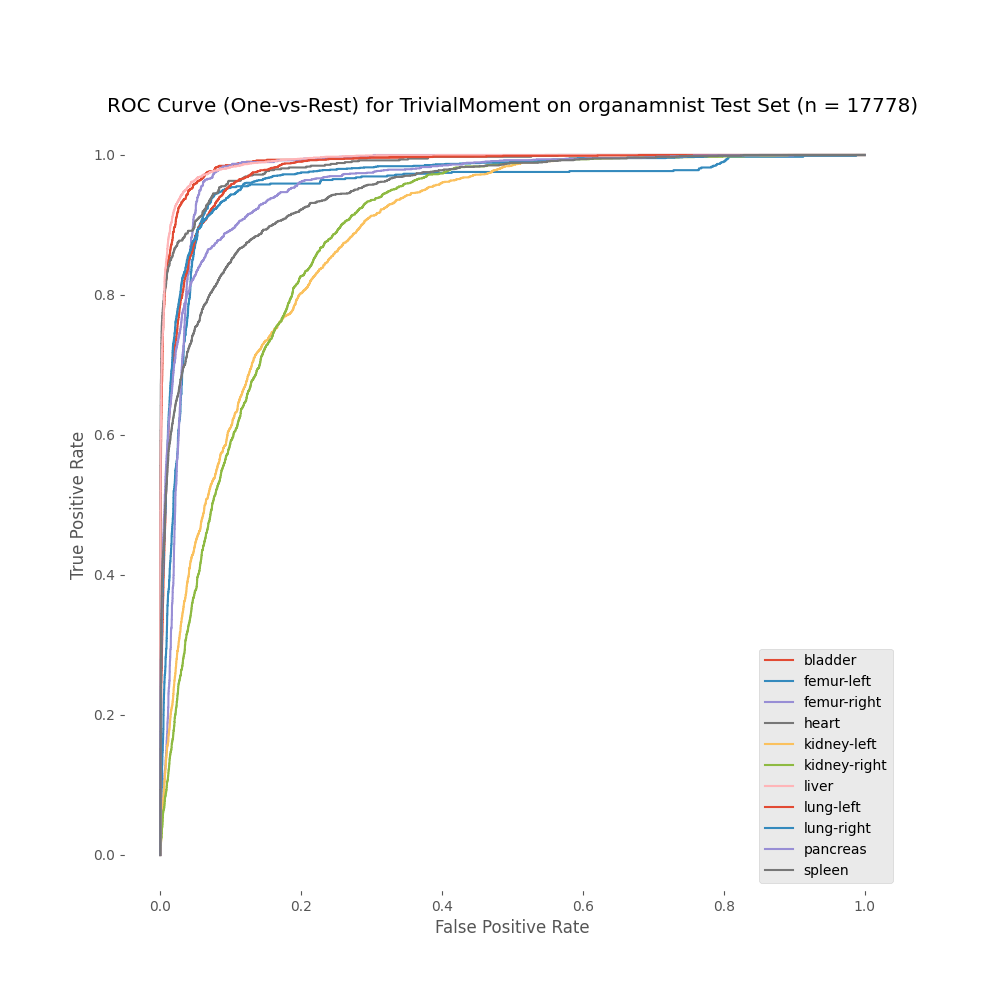 ROC Curve (One-vs-Rest) for TrivialMoment on organamnist Test Set (n = 17778)
1.0
0.8
0.6
0.4
0.2
0.0
True Positive Rate
bladder
femur-left
femur-right
heart
kidney-left
kidney-right
liver
lung-left
lung-right
pancreas
spleen
0.0 0.2 0.4 0.6 0.8 1.0
False Positive Rate